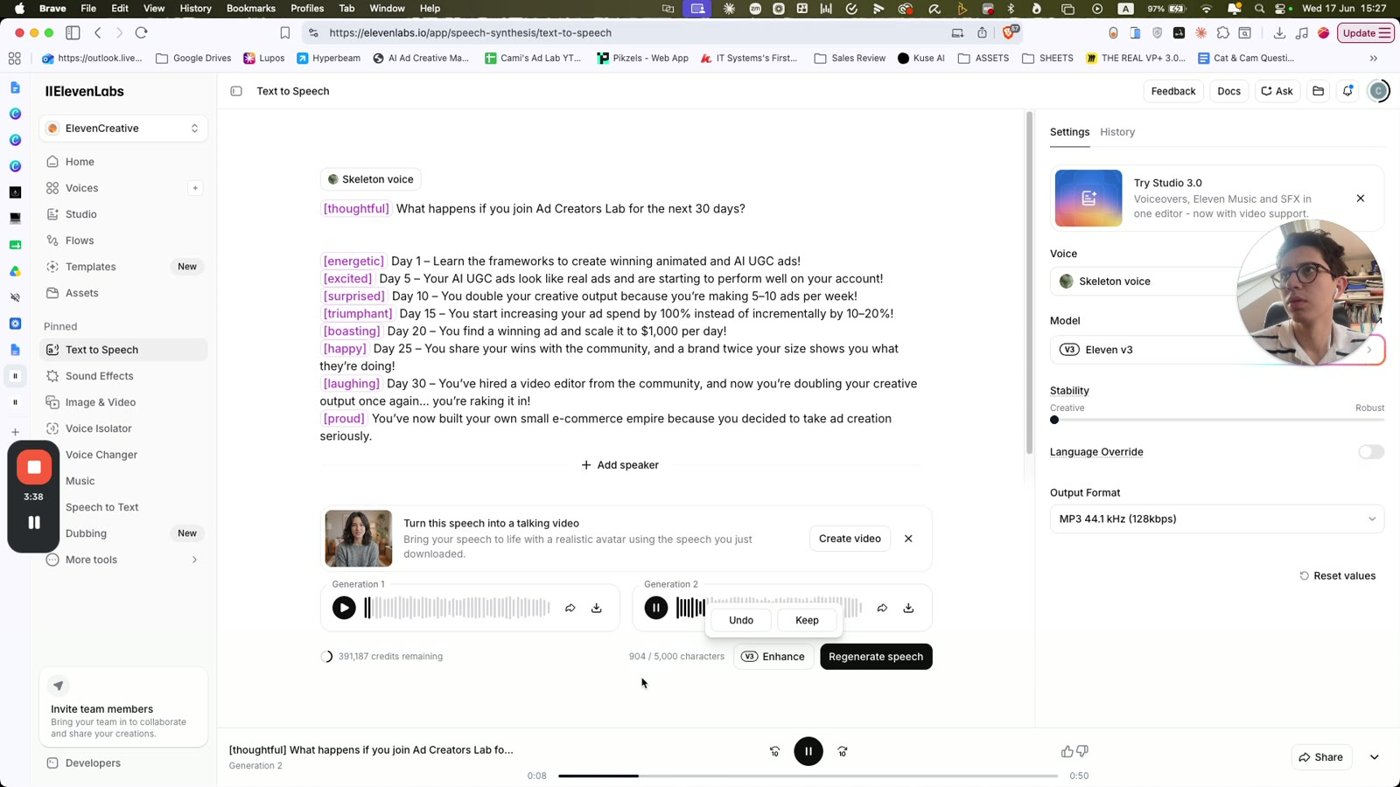 Brave File Edit View History Bookmarks Profiles Tab Window Help
97% Wed 17 Jun 15:27
https://elevenlabs.io/app/speech-synthesis/text-to-speech
57
Update
https://outlook.live... Google Drives Lupos Hyperbeam AI Ad Creative Ma... Cami's Ad Lab YT... Pikzels - Web App IT Systems's First... Sales Review Kuse AI ASSETS SHEETS THE REAL VP+ 3.0... Cat & Cam Questi... »
IIElevenLabs
ElevenCreative
Home
Voices
Studio
Flows
Templates New
Assets
Pinned
Text to Speech
Sound Effects
Image & Video
Voice Isolator
Voice Changer
Music
Speech to Text
Dubbing New
More tools
3:38
Invite team members
Bring your team in to collaborate
and share your creations.
Developers
Text to Speech
Feedback Docs Ask C
Skeleton voice
[thoughtful] What happens if you join Ad Creators Lab for the next 30 days?
[energetic] Day 1 – Learn the frameworks to create winning animated and AI UGC ads!
[excited] Day 5 – Your AI UGC ads look like real ads and are starting to perform well on your account!
[surprised] Day 10 – You double your creative output because you're making 5–10 ads per week!
[triumphant] Day 15 – You start increasing your ad spend by 100% instead of incrementally by 10–20%!
[boasting] Day 20 – You find a winning ad and scale it to $1,000 per day!
[happy] Day 25 – You share your wins with the community, and a brand twice your size shows you what
they're doing!
[laughing] Day 30 – You've hired a video editor from the community, and now you're doubling your creative
output once again... you're raking it in!
[proud] You've now built your own small e-commerce empire because you decided to take ad creation
seriously.
+ Add speaker
Turn this speech into a talking video
Bring your speech to life with a realistic avatar using the speech you just
downloaded.
Create video
Generation 1
Generation 2
Undo Keep
391,187 credits remaining
904 / 5,000 characters
V3 Enhance
Regenerate speech
[thoughtful] What happens if you join Ad Creators Lab fo...
Generation 2
10 10
0:08 0:50
Share
Settings History
Try Studio 3.0
Voiceovers, Eleven Music and SFX in
one editor - now with video support.
Voice
Skeleton voice
Model
V3 Eleven v3
Stability
Creative Robust
Language Override
Output Format
MP3 44.1 kHz (128kbps)
Reset values